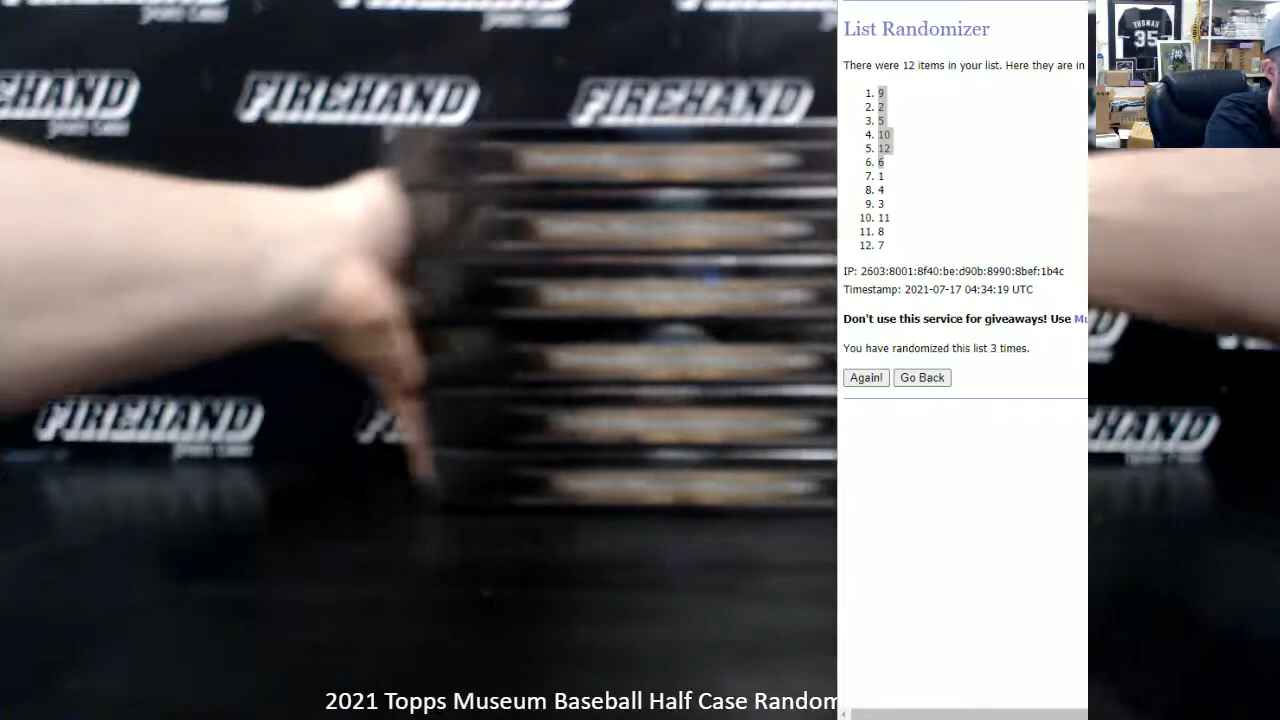 FIREHAND
FIREHAND
FIREHAND
List Randomizer
There were 12 items in your list. Here they are in
1. 9
2. 2
3. 5
4. 10
5. 12
6. 6
7. 1
8. 4
9. 3
10. 11
11. 8
12. 7
IP: 2603:8001:8f40:be:d90b:8990:8bef:1b4c
Timestamp: 2021-07-17 04:34:19 UTC
Don't use this service for giveaways! Use
You have randomized this list 3 times.
Again! Go Back
THOMAS
35
FIREHAND
FIREHAND
2021 Topps Museum Baseball Half Case Random